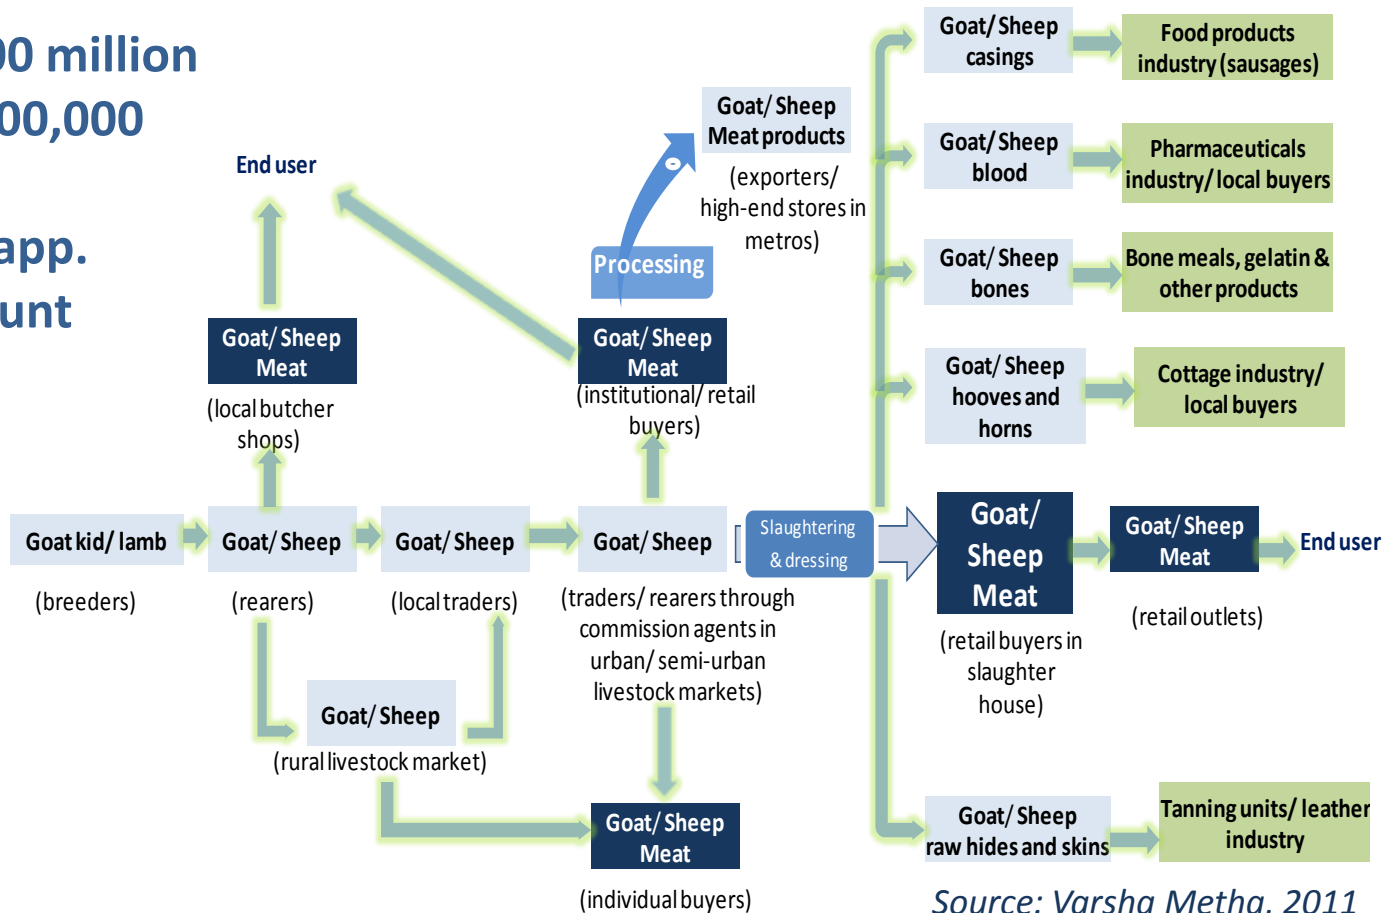 00 million
00,000
app.
unt
End user
Goat/ Sheep
Meat
(local butcher
shops)
Goat/ Sheep
Meat products
(exporters/
high-end stores in
metros)
Processing
Goat/ Sheep
Meat
(institutional/ retail
buyers)
Goat kid/ lamb
(breeders)
Goat/ Sheep
(rearers)
Goat/ Sheep
(local traders)
Goat/ Sheep
(traders/ rearers through
commission agents in
urban/ semi-urban
livestock markets)
Goat/ Sheep
(rural livestock market)
Goat/ Sheep
Meat
(individual buyers)
Slaughtering
& dressing
Goat/ Sheep
casings
Food products
industry (sausages)
Goat/ Sheep
blood
Pharmaceuticals
industry/ local buyers
Goat/ Sheep
bones
Bone meals, gelatin &
other products
Goat/ Sheep
hooves and
horns
Cottage industry/
local buyers
Goat/
Sheep
Meat
(retail buyers in
slaughter
house)
Goat/ Sheep
Meat
(retail outlets)
End user
Goat/ Sheep
raw hides and skins
Tanning units/ leather
industry
Source: Varsha Metha, 2011